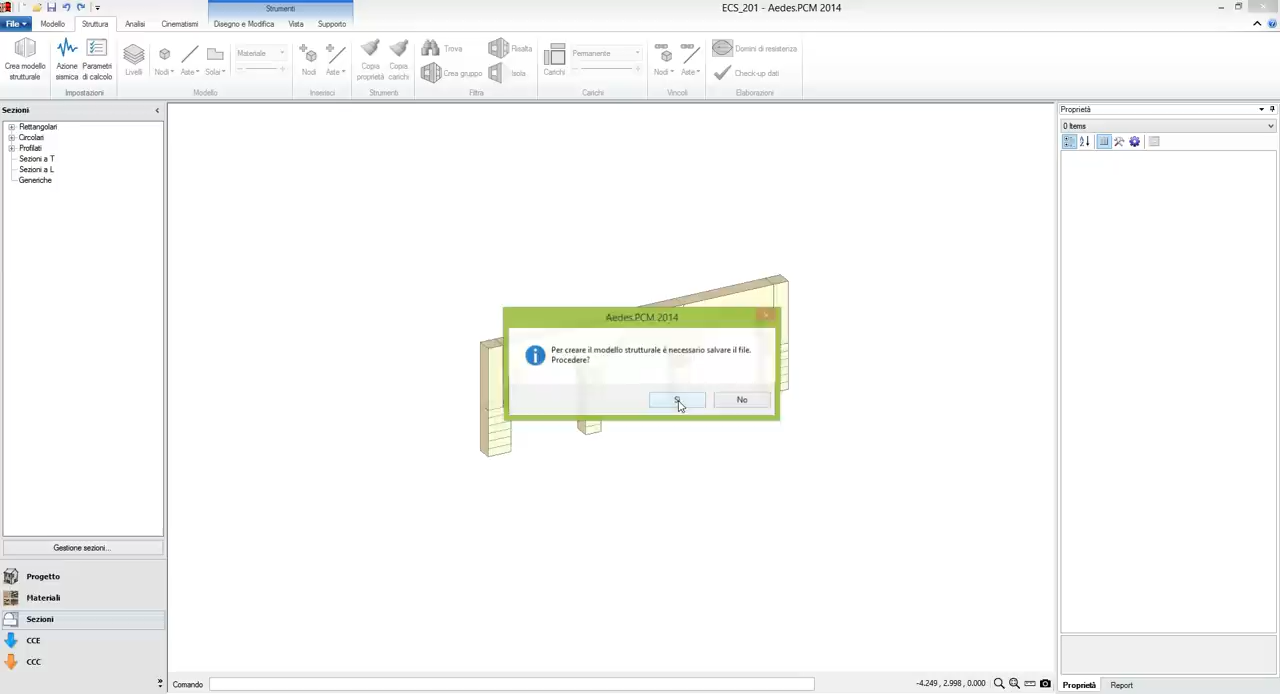 ECS_201 - Aedes.PCM 2014
Strumenti
File Modello Struttura Analisi Cinematismi Disegno e Modifica Vista Supporto
Crea modello strutturale
Azione sismica
Parametri di calcolo
Impostazioni
Livelli
Nodi
Aste
Solai
Materiale
Modello
Nodi
Aste
Inserisci
Copia proprietà
Copia carichi
Strumenti
Trova
Crea gruppo
Risalta
Isola
Filtra
Carichi
Permanente
Carichi
Nodi
Aste
Vincoli
Domini di resistenza
Check-up dati
Elaborazioni
Sezioni
Rettangolari
Circolari
Profilati
Sezioni a T
Sezioni a L
Generiche
Gestione sezioni...
Progetto
Materiali
Sezioni
CCE
CCC
Aedes.PCM 2014
Per creare il modello strutturale è necessario salvare il file.
Procedere?
No
Proprietà
0 Items
Comando
-4.249 , 2.998 , 0.000
Proprietà Report